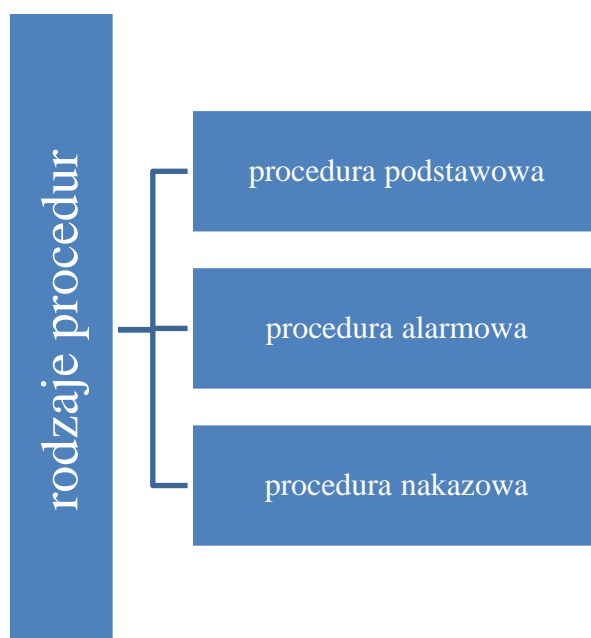 rodzaje procedur
procedura podstawowa
procedura alarmowa
procedura nakazowa